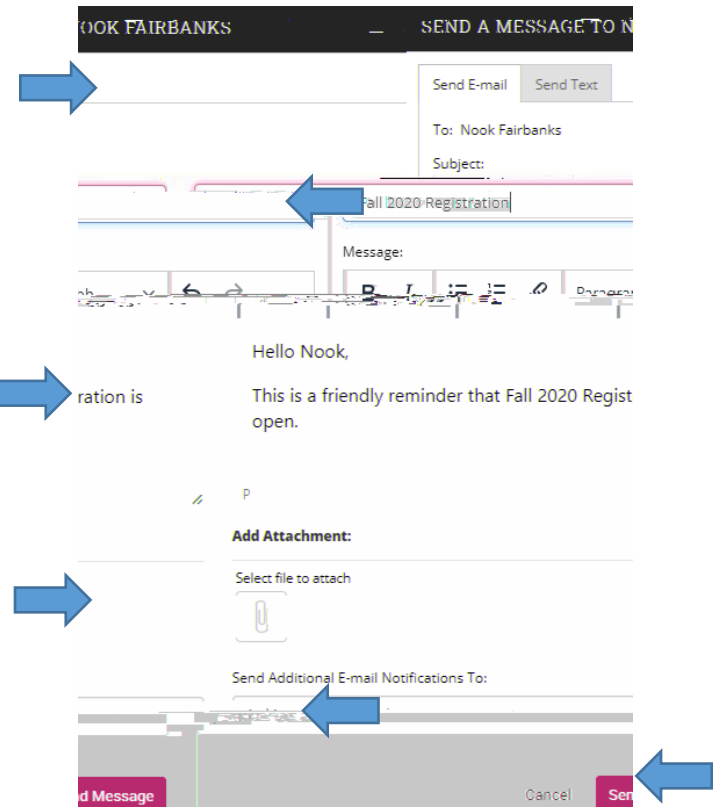 OOK FAIRBANKS
SEND A MESSAGE TO N
Send E-mail Send Text
To: Nook Fairbanks
Subject:
Fall 2020 Registration
Message:
B I
Hello Nook,
ration is
This is a friendly reminder that Fall 2020 Regist
open.
P
Add Attachment:
Select file to attach
Send Additional E-mail Notifications To:
d Message
Cancel
Sen